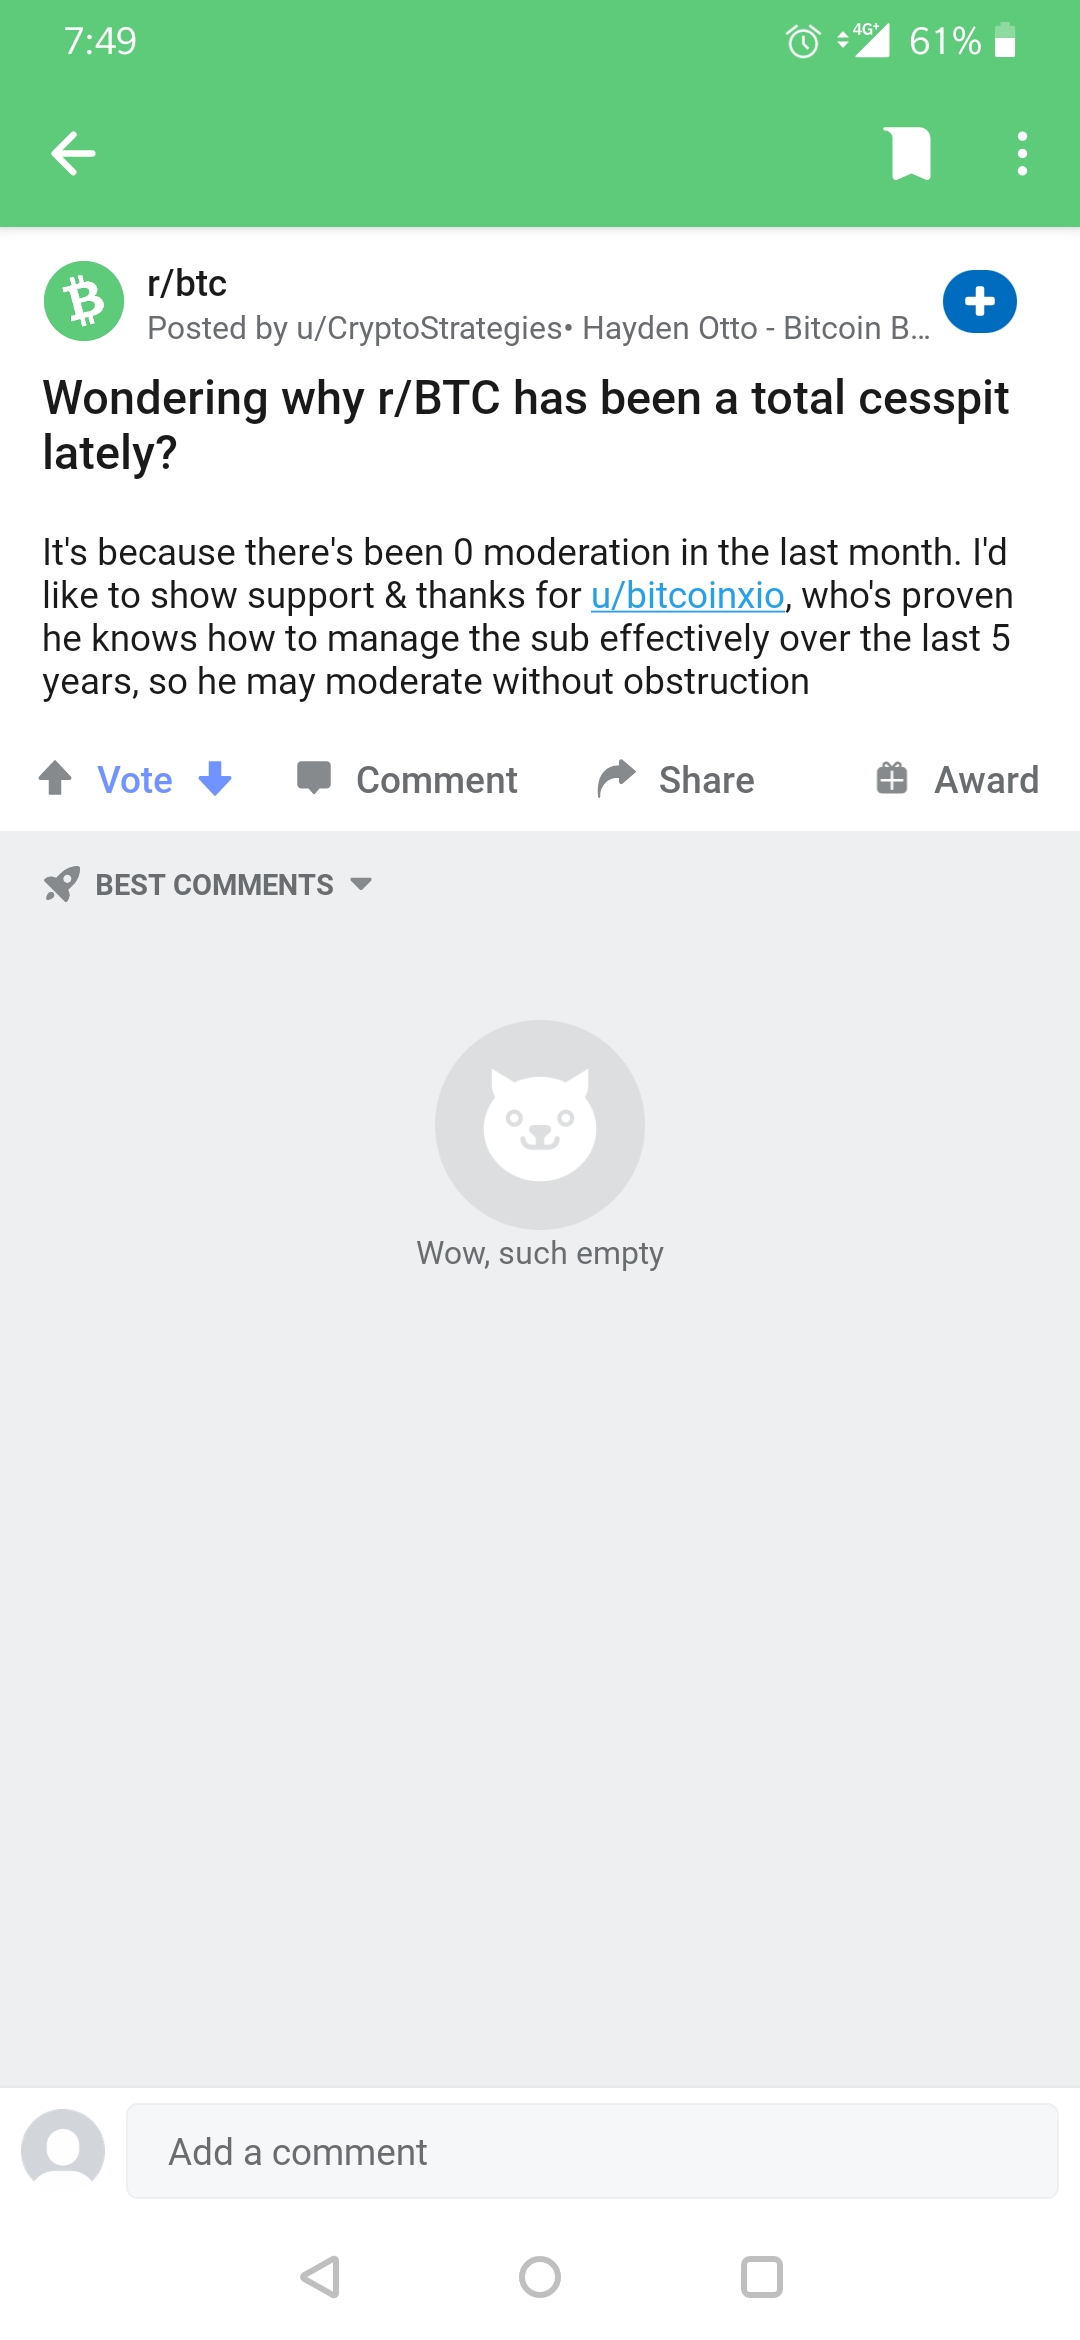 7:49
4G+ 61%
r/btc
Posted by u/CryptoStrategies• Hayden Otto - Bitcoin B...
Wondering why r/BTC has been a total cesspit
lately?
It's because there's been 0 moderation in the last month. I'd
like to show support & thanks for u/bitcoinxio, who's proven
he knows how to manage the sub effectively over the last 5
years, so he may moderate without obstruction
Vote Comment Share Award
BEST COMMENTS
Wow, such empty
Add a comment